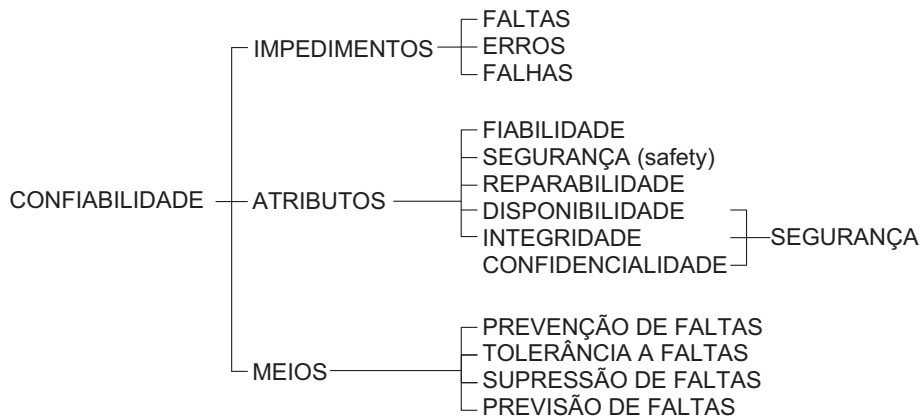 FALTAS
IMPEDIMENTOS
ERROS
FALHAS
FIABILIDADE
SEGURANÇA (safety)
REPARABILIDADE
CONFIABILIDADE
ATRIBUTOS
DISPONIBILIDADE
INTEGRIDADE
SEGURANÇA
CONFIDENCIALIDADE
PREVENÇÃO DE FALTAS
TOLERÂNCIA A FALTAS
MEIOS
SUPRESSÃO DE FALTAS
PREVISÃO DE FALTAS